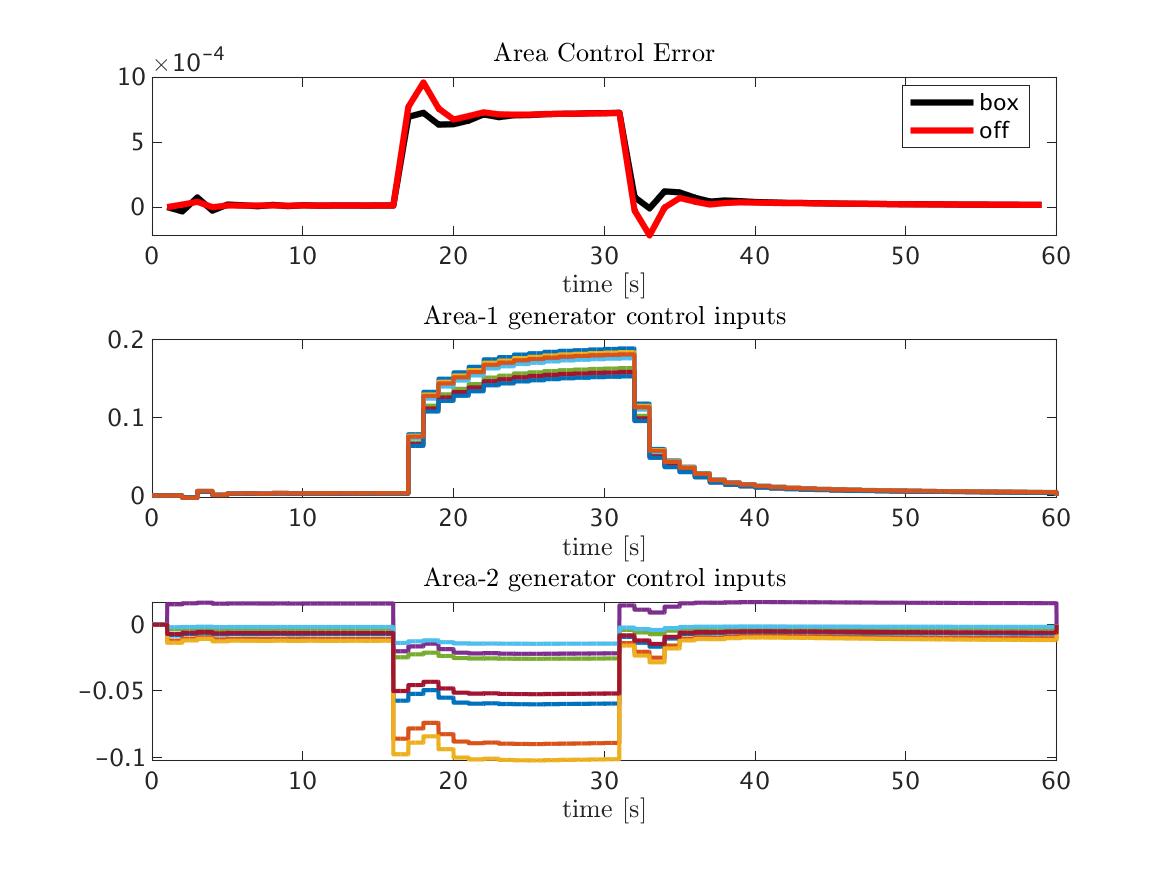 Area Control Error
×10⁻⁴
10
5
0
box
off
0 10 20 30 40 50 60
time [s]
Area-1 generator control inputs
0.2
0.1
0
0 10 20 30 40 50 60
time [s]
Area-2 generator control inputs
0
-0.05
-0.1
0 10 20 30 40 50 60
time [s]